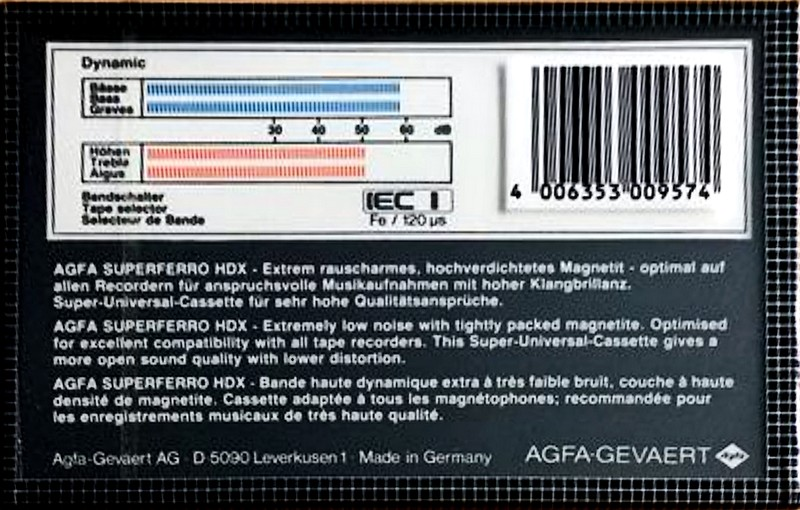 Dynamic
Bässe
Bass
Graves
30 40 50 60 dB
Höhen
Treble
Aigus
Bandschalter
Tape selector
Sélecteur de Bande
IEC I
Fe / 120 µs
4 006353 009574
AGFA SUPERFERRO HDX - Extrem rauscharmes, hochverdichtetes Magnetit - optimal auf
allen Recordern für anspruchsvolle Musikaufnahmen mit hoher Klangbrillanz.
Super-Universal-Cassette für sehr hohe Qualitätsansprüche.
AGFA SUPERFERRO HDX - Extremely low noise with tightly packed magnetite. Optimised
for excellent compatibility with all tape recorders. This Super-Universal-Cassette gives a
more open sound quality with lower distortion.
AGFA SUPERFERRO HDX - Bande haute dynamique extra à très faible bruit, couche à haute
densité de magnetite. Cassette adaptée à tous les magnétophones; recommandée pour
les enregistrements musicaux de très haute qualité.
Agfa-Gevaert AG · D 5090 Leverkusen 1 · Made in Germany
AGFA-GEVAERT
Agfa